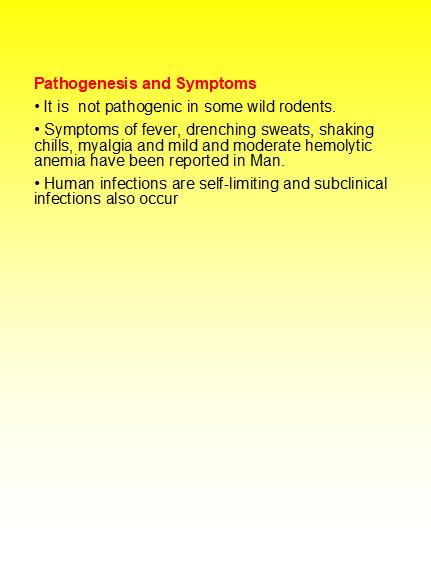 Pathogenesis and Symptoms
• It is  not pathogenic in some wild rodents.
• Symptoms of fever, drenching sweats, shaking
chills, myalgia and mild and moderate hemolytic
anemia have been reported in Man.
• Human infections are self-limiting and subclinical
infections also occur